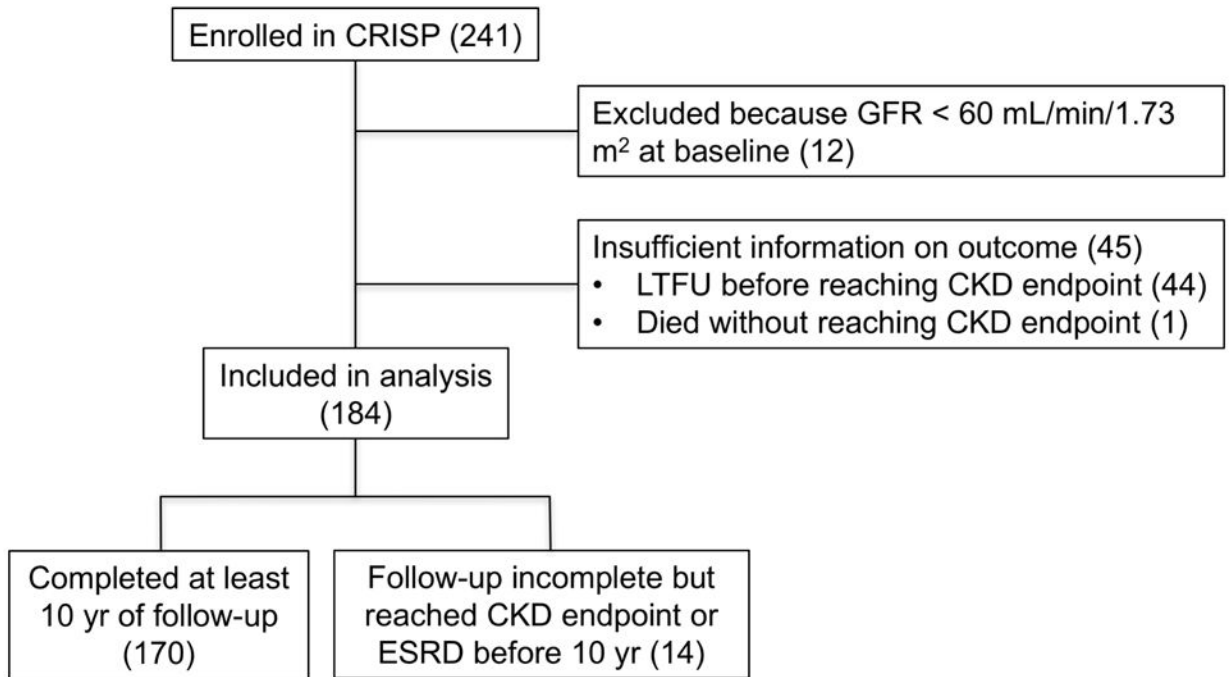 Enrolled in CRISP (241)
Excluded because GFR < 60 mL/min/1.73
m² at baseline (12)
Insufficient information on outcome (45)
• LTFU before reaching CKD endpoint (44)
• Died without reaching CKD endpoint (1)
Included in analysis
(184)
Completed at least
10 yr of follow-up
(170)
Follow-up incomplete but
reached CKD endpoint or
ESRD before 10 yr (14)